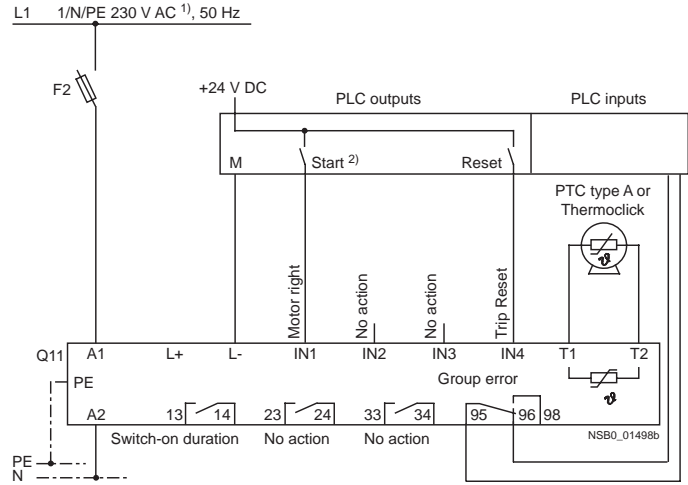 L1 1/N/PE 230 V AC 1), 50 Hz
F2
+24 V DC
PLC outputs PLC inputs
M Start 2) Reset
PTC type A or
Thermoclick
Motor right
No action
No action
Trip Reset
Q11 A1 L+ L- IN1 IN2 IN3 IN4 T1 T2
PE Group error
ϑ
ϑ
A2 13 14 23 24 33 34 95 96 98
Switch-on duration No action No action NSB0_01498b
PE
N